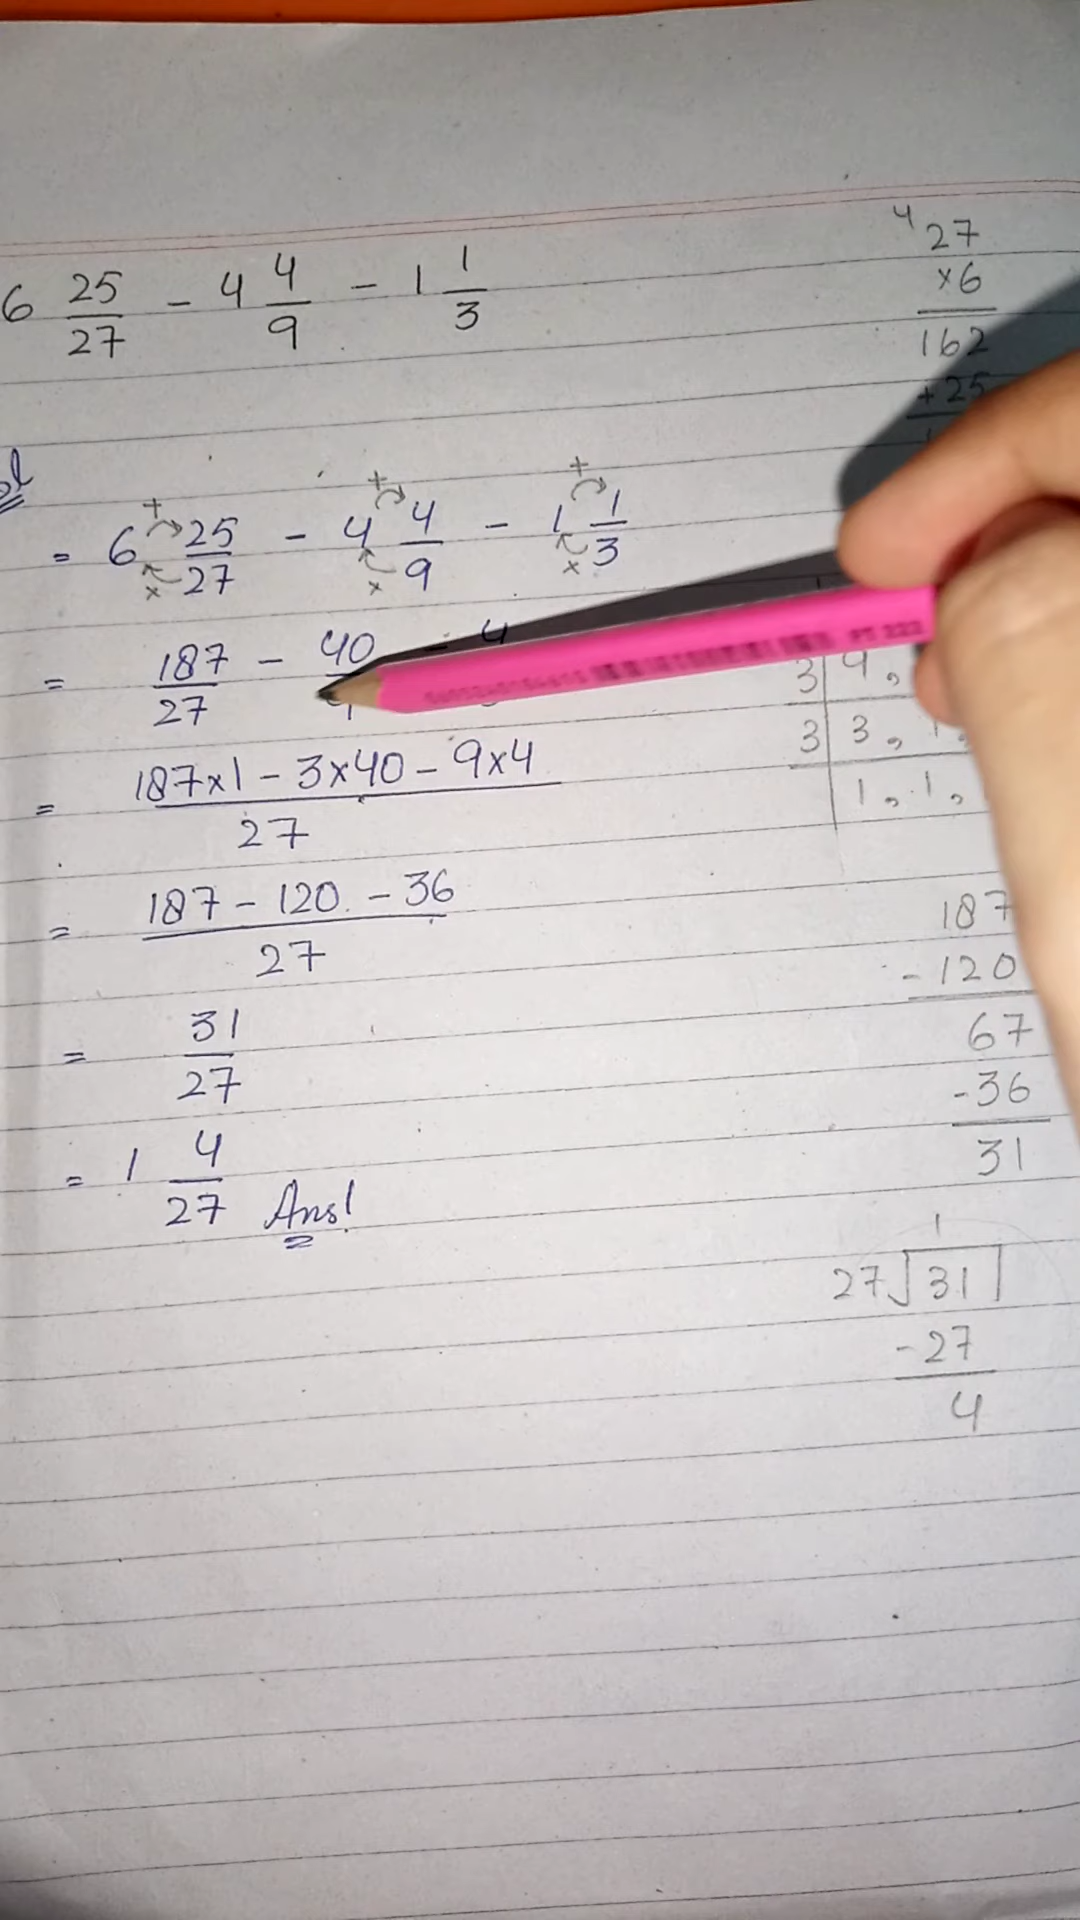 6 25/27 - 4 4/9 - 1 1/3
= 6 25/27 - 4 4/9 - 1 1/3
= 187/27 - 40 - 4
= 187×1 - 3×40 - 9×4 / 27
= 187 - 120 - 36 / 27
= 31/27
= 1 4/27 Ans!
4
27
×6
162
+25
3 9,
3 3, 1,
1, 1,
187
-120
67
-36
31
1
27 31
-27
4